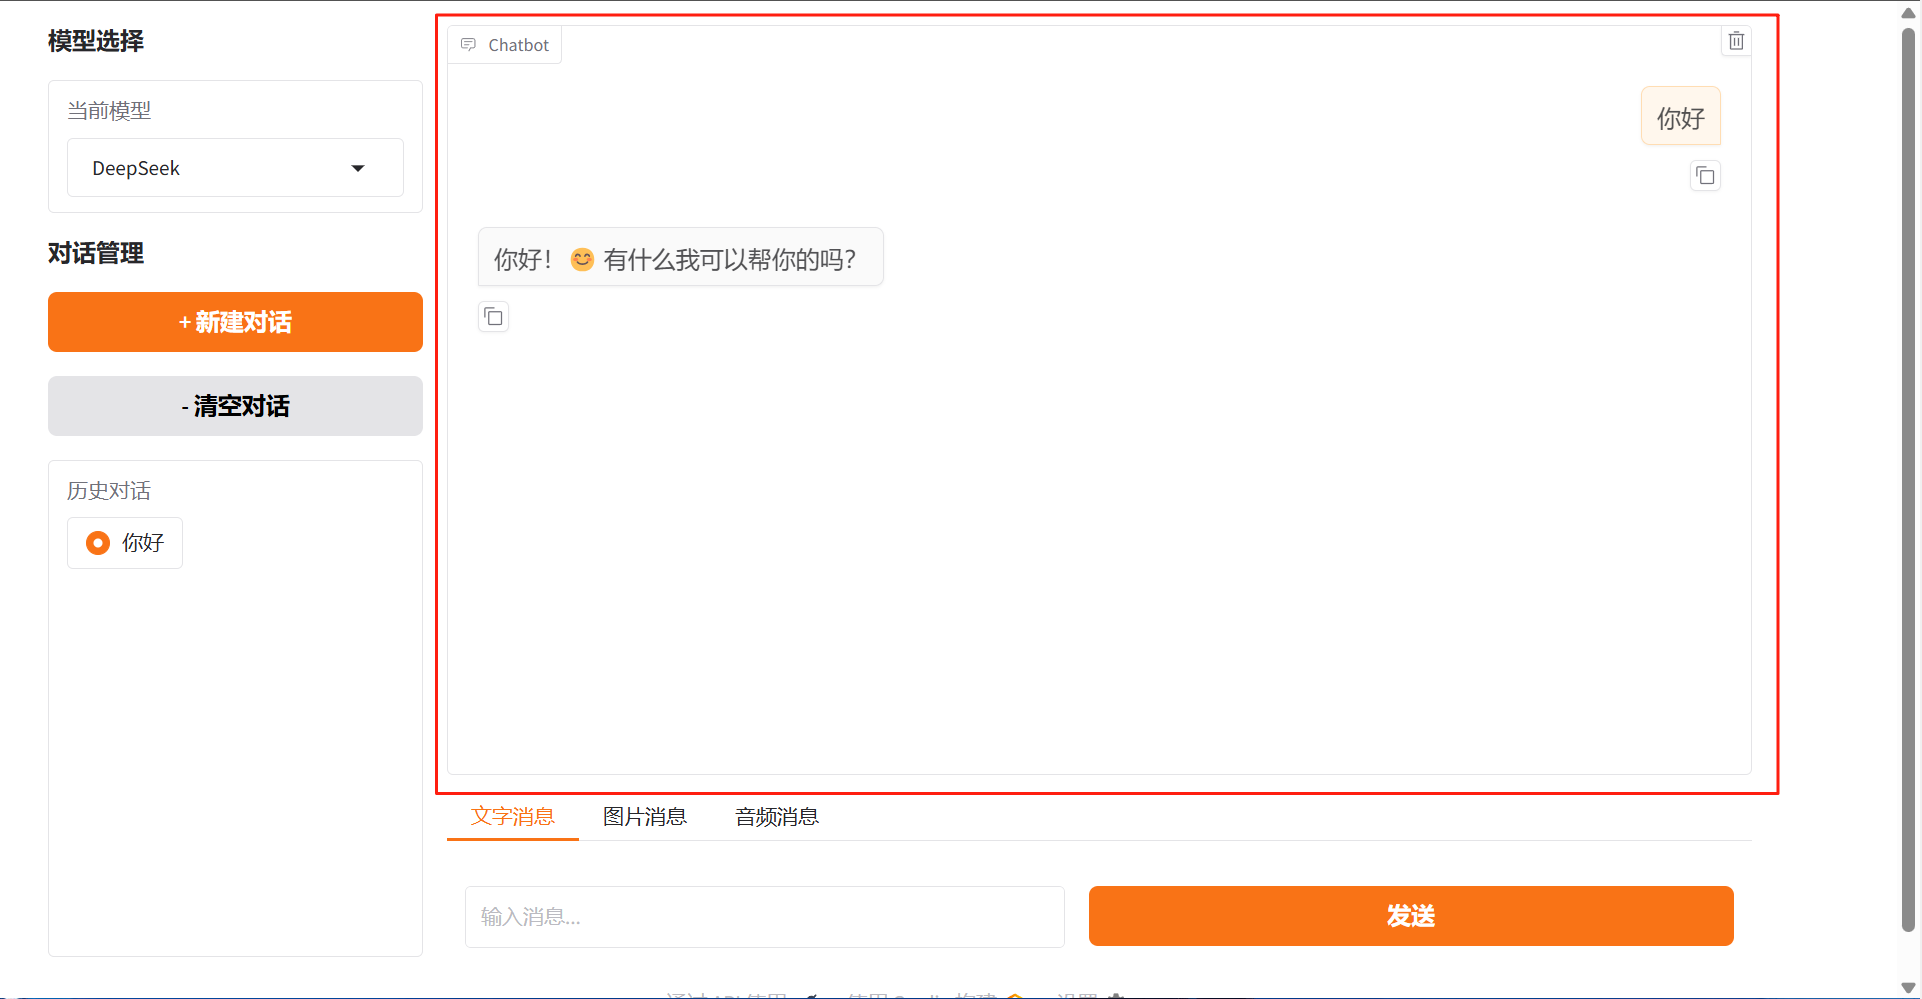 模型选择
当前模型
DeepSeek
对话管理
+ 新建对话
- 清空对话
历史对话
你好
Chatbot
你好
你好！😊 有什么我可以帮你的吗？
文字消息 图片消息 音频消息
输入消息...
发送